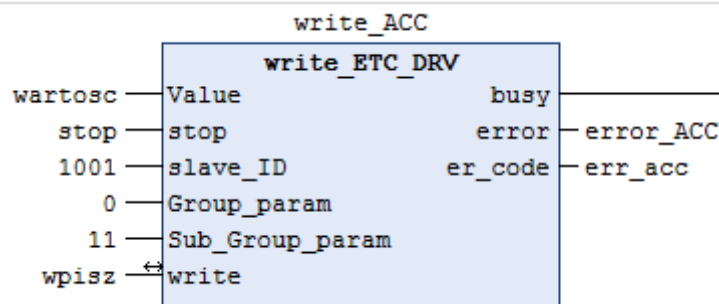 write_ACC
write_ETC_DRV
wartosc Value busy
stop stop error error_ACC
1001 slave_ID er_code err_acc
0 Group_param
11 Sub_Group_param
wpisz write